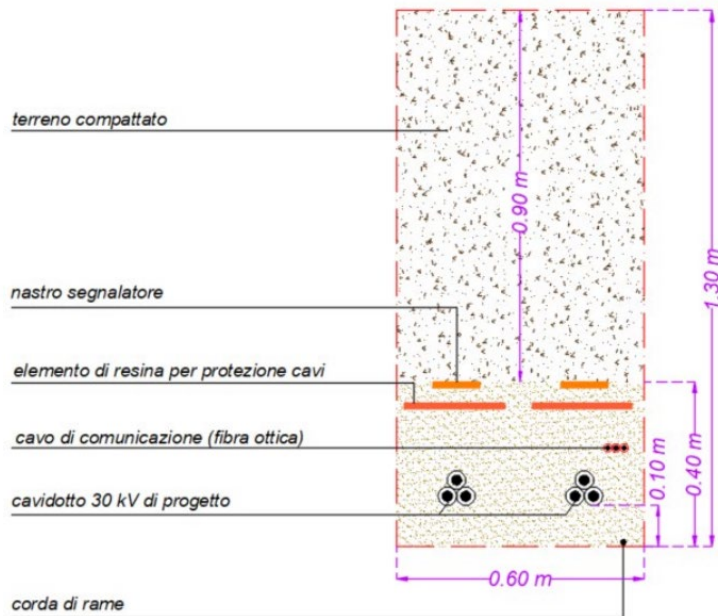 terreno compattato
0.90 m
1.30 m
nastro segnalatore
elemento di resina per protezione cavi
cavo di comunicazione (fibra ottica)
0.10 m
0.40 m
cavidotto 30 kV di progetto
0.60 m
corda di rame